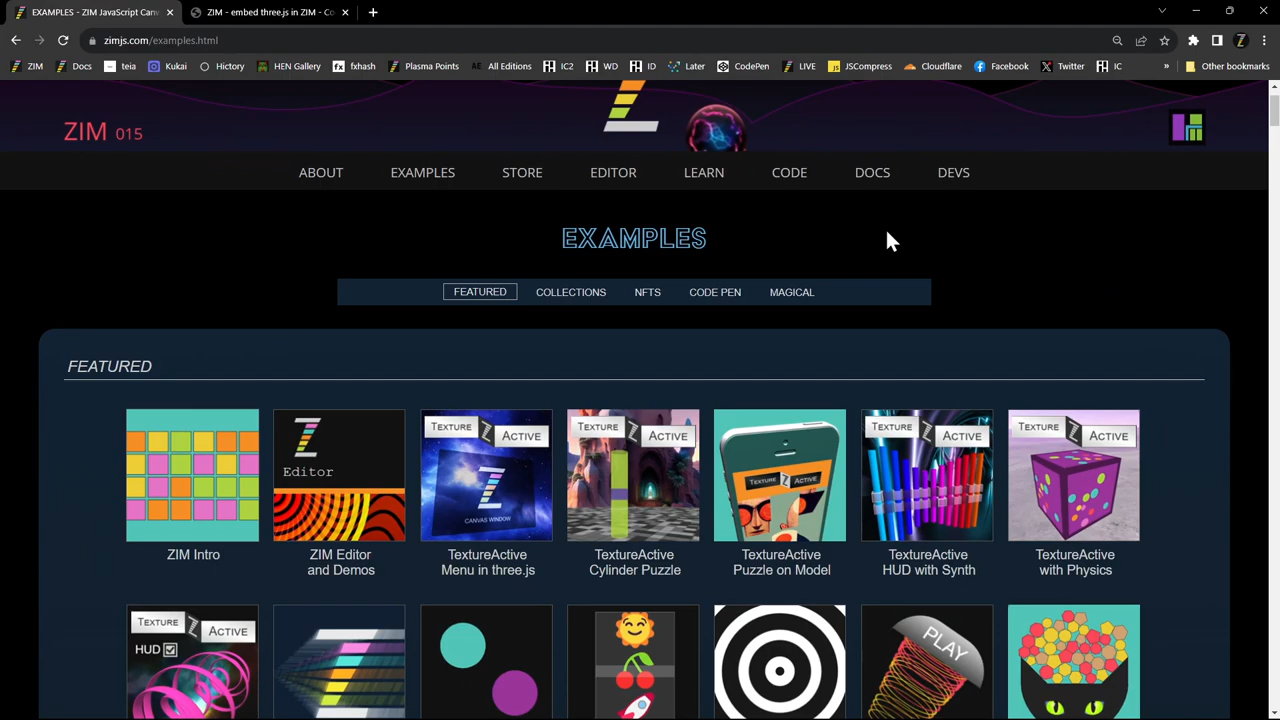 EXAMPLES - ZIM JavaScript Canv
ZIM - embed three.js in ZIM - Co
zimjs.com/examples.html
ZIM
Docs
teia
Kukai
Hictory
HEN Gallery
fx fxhash
Plasma Points
AE All Editions
IC2
WD
ID
Later
CodePen
LIVE
JS JSCompress
Cloudflare
Facebook
Twitter
IC
»
Other bookmarks
ZIM 015
ABOUT
EXAMPLES
STORE
EDITOR
LEARN
CODE
DOCS
DEVS
EXAMPLES
FEATURED
COLLECTIONS
NFTS
CODE PEN
MAGICAL
FEATURED
Editor
TEXTURE ACTIVE
CANVAS WINDOW
TEXTURE ACTIVE
TEXTURE ACTIVE
TEXTURE ACTIVE
TEXTURE ACTIVE
ZIM Intro
ZIM Editor
and Demos
TextureActive
Menu in three.js
TextureActive
Cylinder Puzzle
TextureActive
Puzzle on Model
TextureActive
HUD with Synth
TextureActive
with Physics
TEXTURE ACTIVE
HUD
PLAY